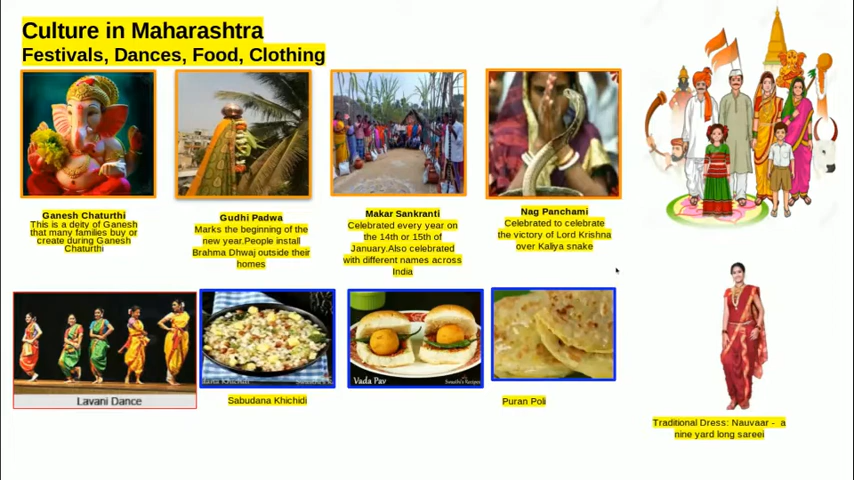 Culture in Maharashtra
Festivals, Dances, Food, Clothing
Ganesh Chaturthi
This is a deity of Ganesh
that many families buy or
create during Ganesh
Chaturthi
Gudhi Padwa
Marks the beginning of the
new year.People install
Brahma Dhwaj outside their
homes
Makar Sankranti
Celebrated every year on
the 14th or 15th of
January.Also celebrated
with different names across
India
Nag Panchami
Celebrated to celebrate
the victory of Lord Krishna
over Kaliya snake
Lavani Dance
Khichdi
Sabudana Khichidi
Vada Pav
Swasthi's Recipes
Puran Poli
Traditional Dress: Nauvaar - a
nine yard long sareei